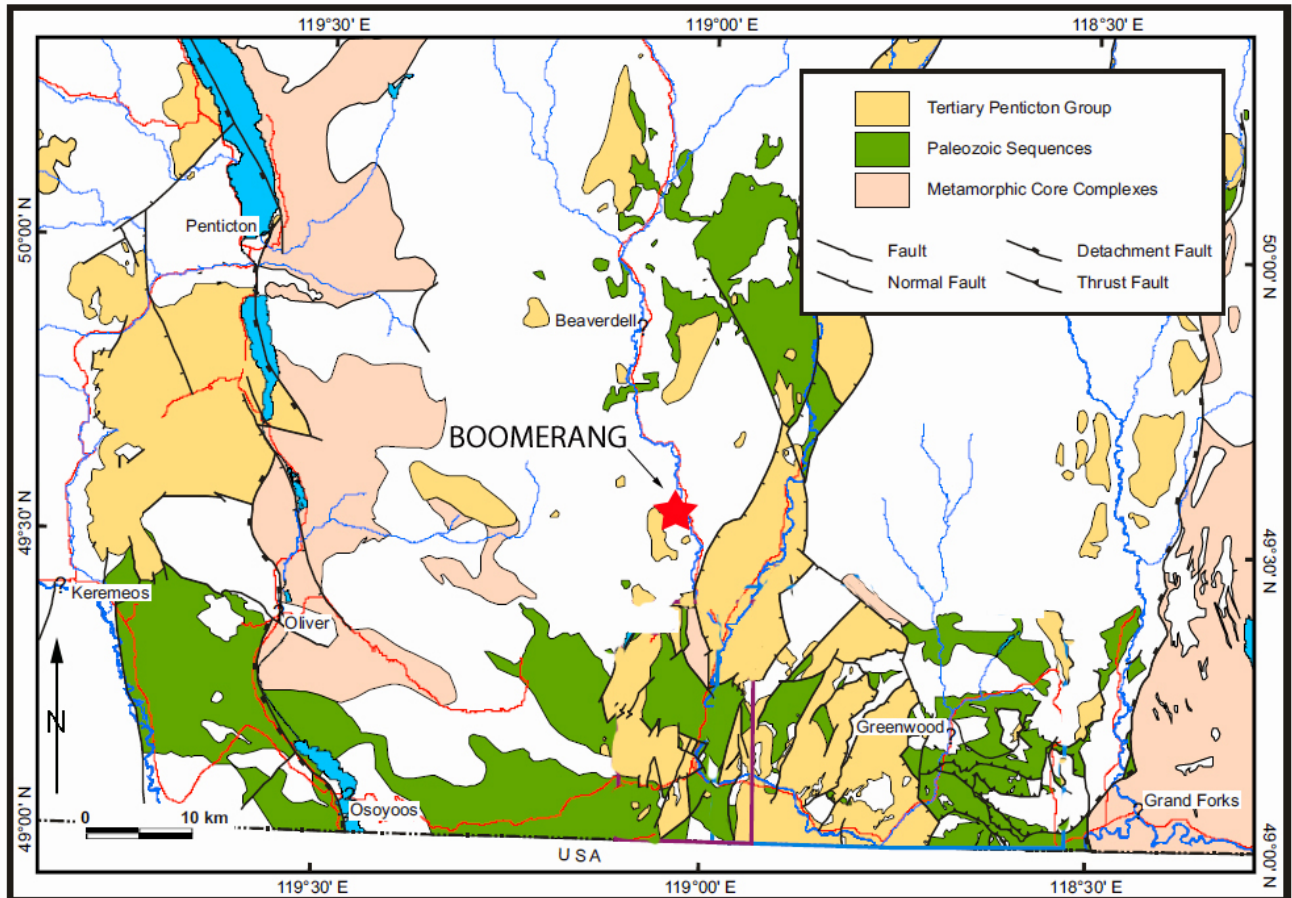 119°30' E
119°00' E
118°30' E
Tertiary Penticton Group
Paleozoic Sequences
Metamorphic Core Complexes
Fault
Detachment Fault
Normal Fault
Thrust Fault
50°00' N
50°00' N
Penticton
Beaverdell
BOOMERANG
49°30' N
49°30' N
Keremeos
Oliver
N
Greenwood
Osoyoos
Grand Forks
49°00' N
49°00' N
0
10 km
USA
119°30' E
119°00' E
118°30' E